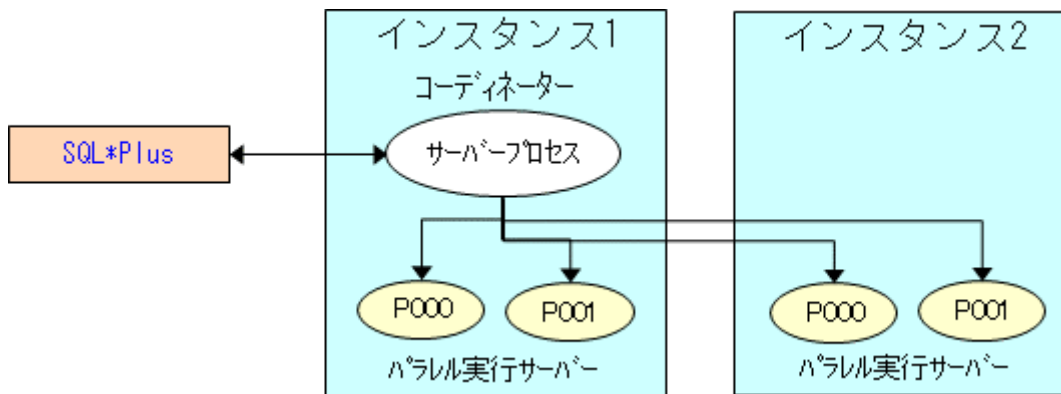 インスタンス1
インスタンス2
コーディネーター
SQL*Plus
サーバープロセス
P000
P001
P000
P001
パラレル実行サーバー
パラレル実行サーバー